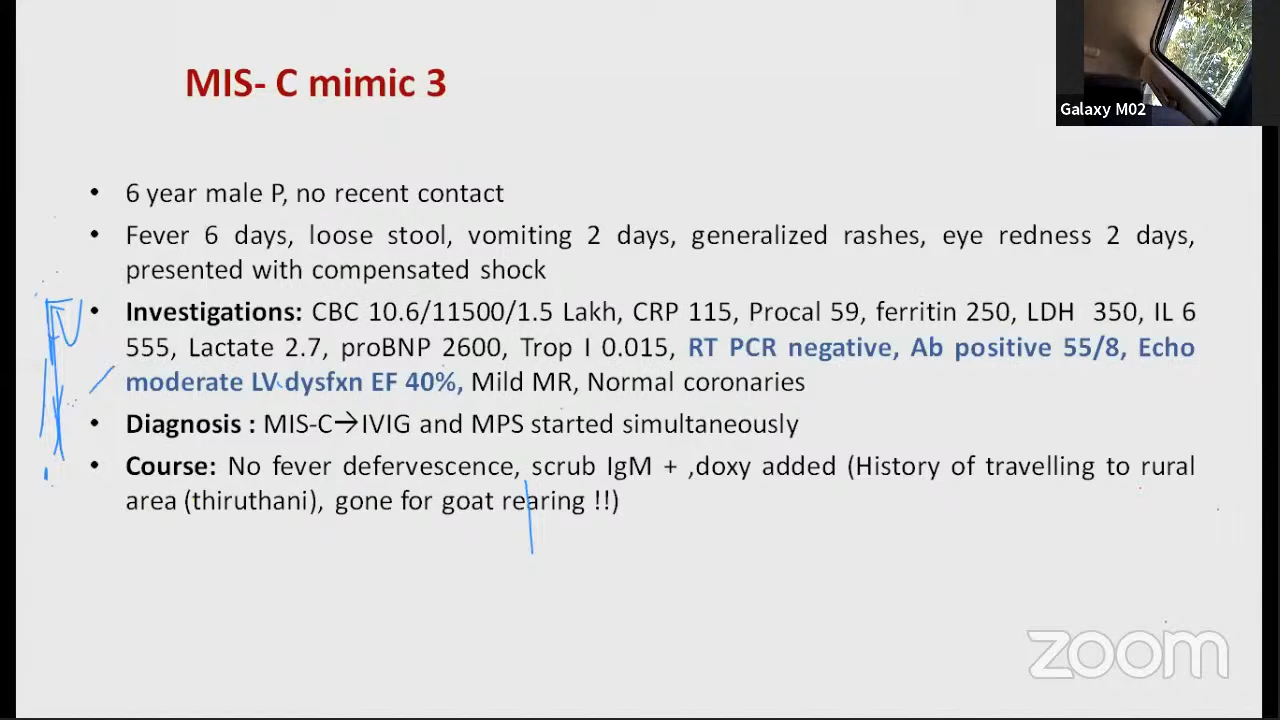 MIS- C mimic 3
Galaxy M02
• 6 year male P, no recent contact
• Fever 6 days, loose stool, vomiting 2 days, generalized rashes, eye redness 2 days,
presented with compensated shock
• Investigations: CBC 10.6/11500/1.5 Lakh, CRP 115, Procal 59, ferritin 250, LDH 350, IL 6
555, Lactate 2.7, proBNP 2600, Trop I 0.015, RT PCR negative, Ab positive 55/8, Echo
moderate LV dysfxn EF 40%, Mild MR, Normal coronaries
• Diagnosis : MIS-C→IVIG and MPS started simultaneously
• Course: No fever defervescence, scrub IgM + ,doxy added (History of travelling to rural
area (thiruthani), gone for goat rearing !!)
zoom